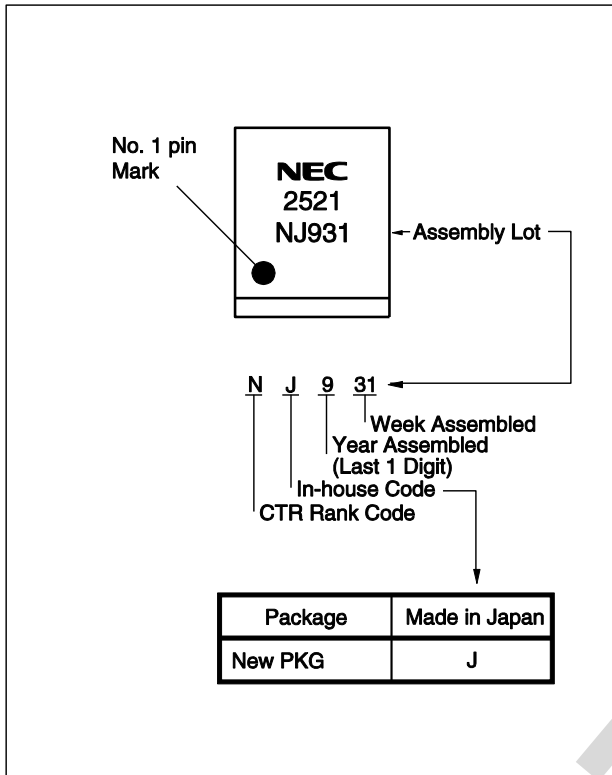 No. 1 pin
Mark
NEC
2521
NJ931
Assembly Lot
N J 9 31
Week Assembled
Year Assembled
(Last 1 Digit)
In-house Code
CTR Rank Code
Package Made in Japan
New PKG J